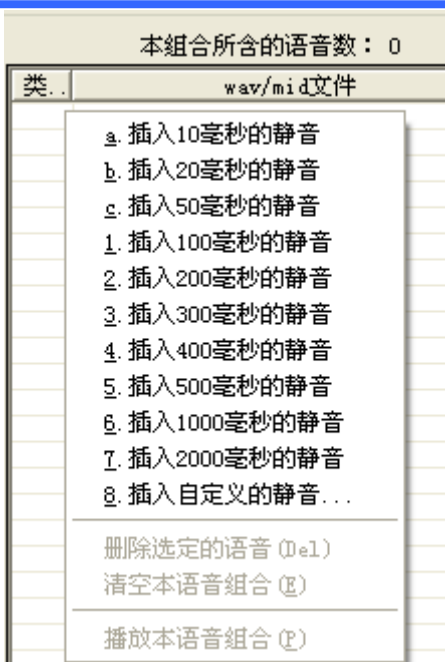 本组合所含的语音数： 0
类.. wav/mid文件
a. 插入10毫秒的静音
b. 插入20毫秒的静音
c. 插入50毫秒的静音
1. 插入100毫秒的静音
2. 插入200毫秒的静音
3. 插入300毫秒的静音
4. 插入400毫秒的静音
5. 插入500毫秒的静音
6. 插入1000毫秒的静音
7. 插入2000毫秒的静音
8. 插入自定义的静音...
删除选定的语音(Del)
清空本语音组合(E)
播放本语音组合(P)